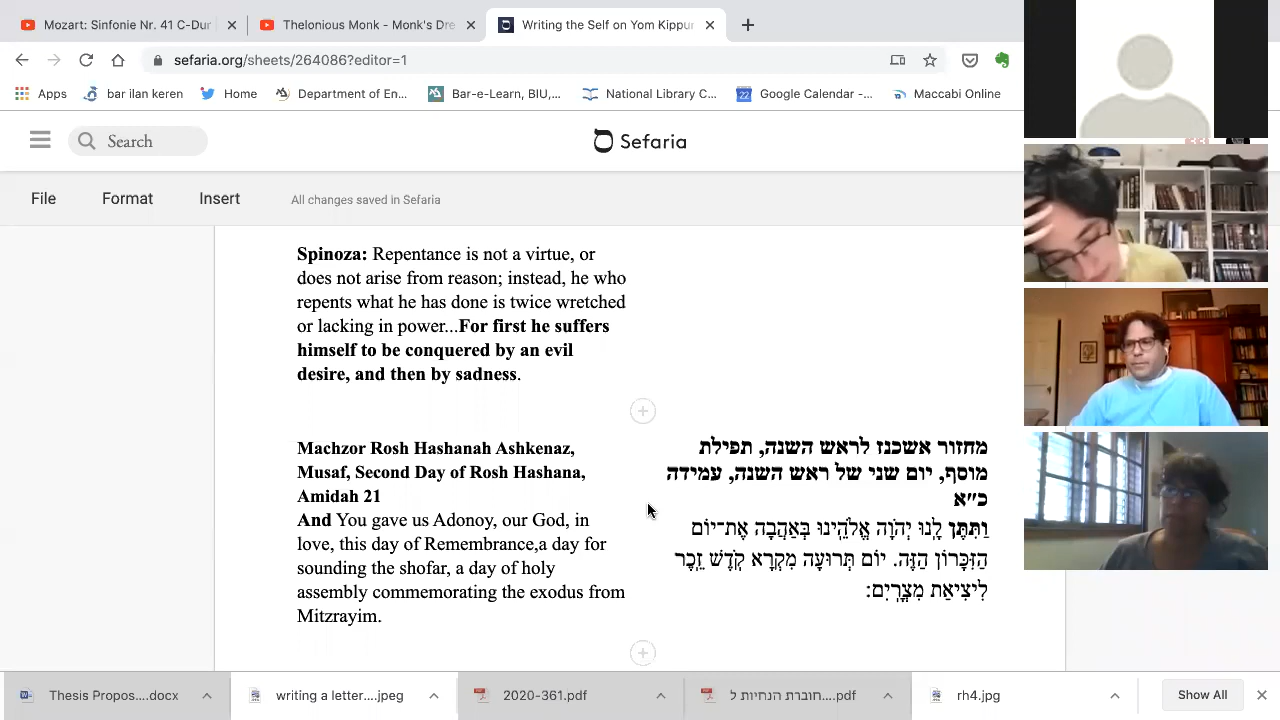 Mozart: Sinfonie Nr. 41 C-Dur
Thelonious Monk - Monk's Dre
Writing the Self on Yom Kippur
sefaria.org/sheets/264086?editor=1
Apps
bar ilan keren
Home
Department of En...
Bar-e-Learn, BIU,...
National Library C...
Google Calendar -...
Maccabi Online
Search
Sefaria
File
Format
Insert
All changes saved in Sefaria
Spinoza: Repentance is not a virtue, or
does not arise from reason; instead, he who
repents what he has done is twice wretched
or lacking in power...For first he suffers
himself to be conquered by an evil
desire, and then by sadness.
Machzor Rosh Hashanah Ashkenaz,
Musaf, Second Day of Rosh Hashana,
Amidah 21
And You gave us Adonoy, our God, in
love, this day of Remembrance,a day for
sounding the shofar, a day of holy
assembly commemorating the exodus from
Mitzrayim.
מחזור אשכנז לראש השנה, תפילת
מוסף, יום שני של ראש השנה, עמידה
כ״א
וַתִּתֶּן לָֽנוּ יְהֹוָה אֱלֹהֵֽינוּ בְּאַהֲבָה אֶת־יוֹם
הַזִּכָּרוֹן הַזֶּה. יוֹם תְּרוּעָה מִקְרָא קֹֽדֶשׁ זֵֽכֶר
לִיצִיאַת מִצְרָֽיִם:
Thesis Propos....docx
writing a letter....jpeg
2020-361.pdf
חוברת הנחיות ל....pdf
rh4.jpg
Show All